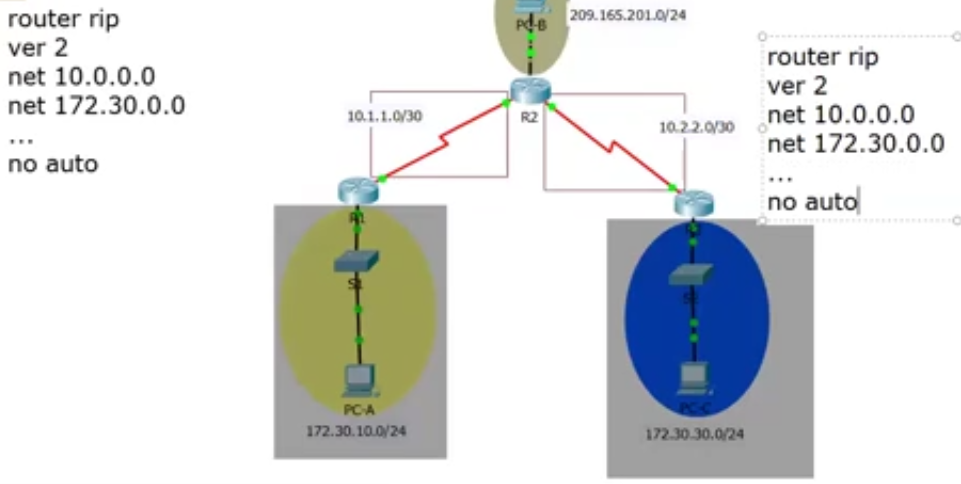 router rip
ver 2
net 10.0.0.0
net 172.30.0.0
...
no auto
PC-B
209.165.201.0/24
R2
10.1.1.0/30
10.2.2.0/30
router rip
ver 2
net 10.0.0.0
net 172.30.0.0
...
no auto
R1
S1
PC-A
172.30.10.0/24
PC-C
172.30.30.0/24